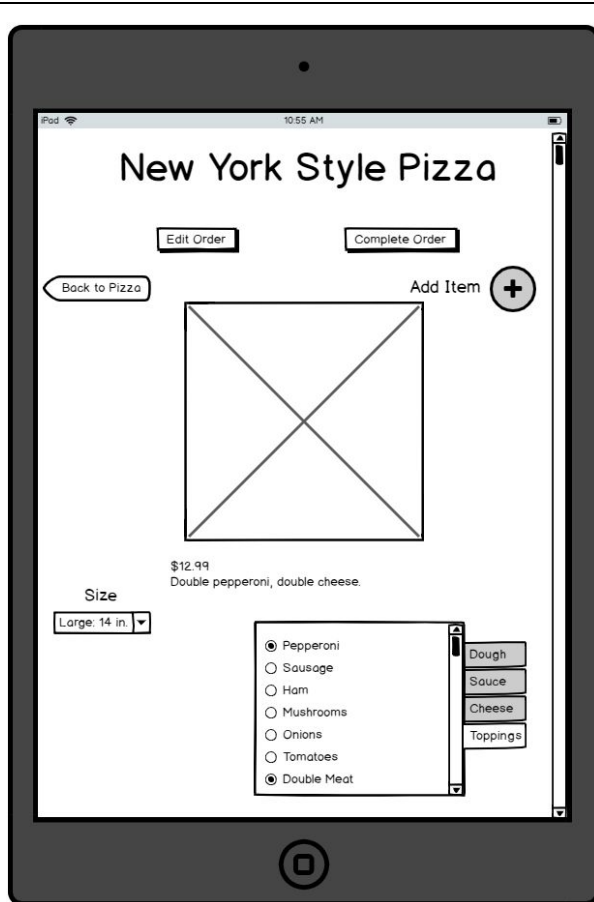 iPod 10:55 AM
New York Style Pizza
Edit Order Complete Order
Back to Pizza Add Item
$12.99
Double pepperoni, double cheese.
Size
Large: 14 in.
Pepperoni
Sausage
Ham
Mushrooms
Onions
Tomatoes
Double Meat
Dough
Sauce
Cheese
Toppings